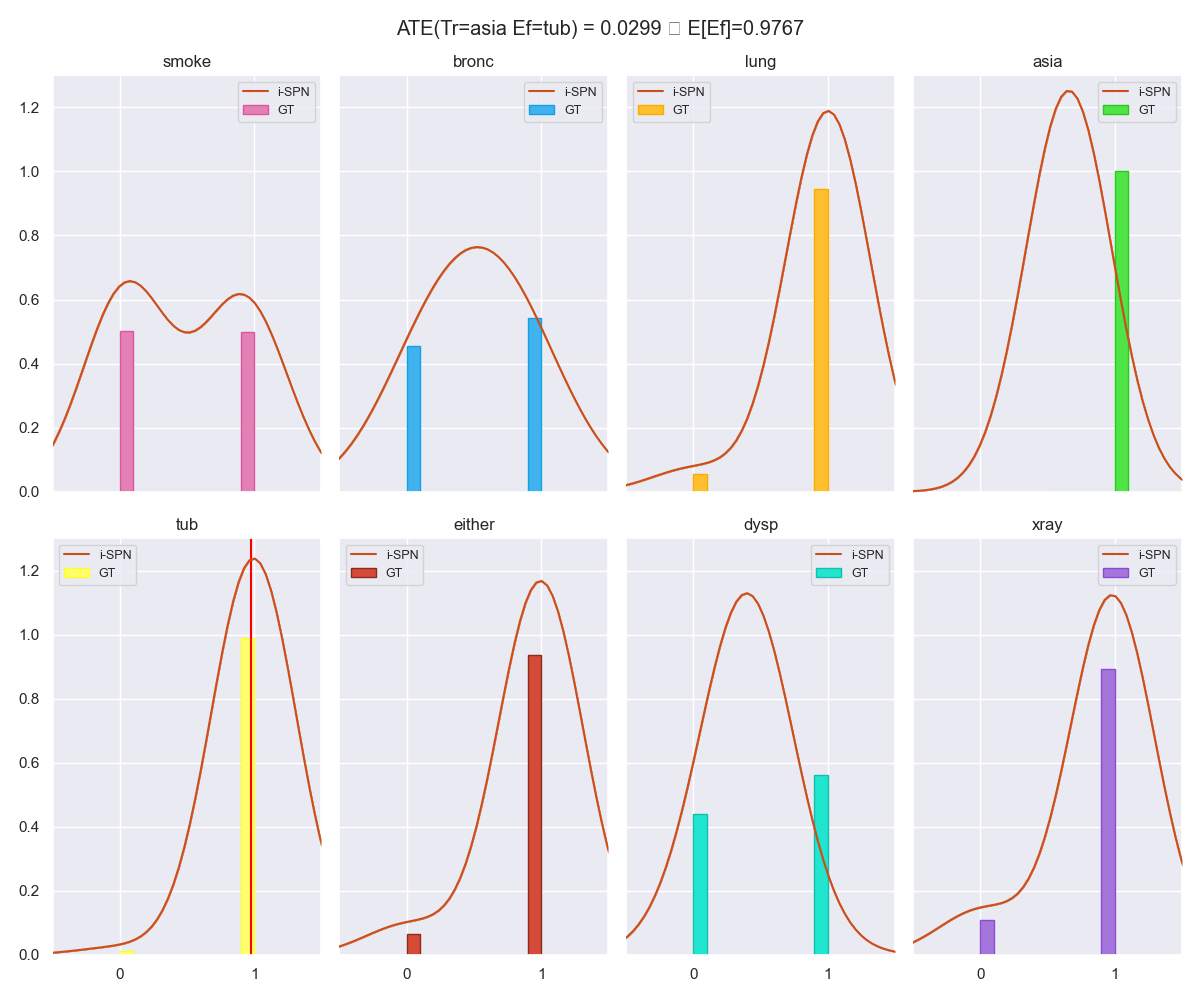 ATE(Tr=asia Ef=tub) = 0.0299 □ E[Ef]=0.9767
smoke
bronc
lung
asia
i-SPN
GT
i-SPN
GT
i-SPN
GT
i-SPN
GT
1.2
1.0
0.8
0.6
0.4
0.2
0.0
tub
either
dysp
xray
i-SPN
GT
i-SPN
GT
i-SPN
GT
i-SPN
GT
1.2
1.0
0.8
0.6
0.4
0.2
0.0
0 1
0 1
0 1
0 1